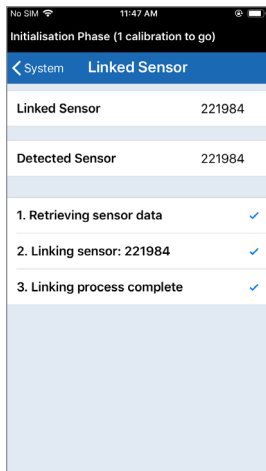 No SIM 11:47 AM
Initialisation Phase (1 calibration to go)
System Linked Sensor
Linked Sensor 221984
Detected Sensor 221984
1. Retrieving sensor data
2. Linking sensor: 221984
3. Linking process complete